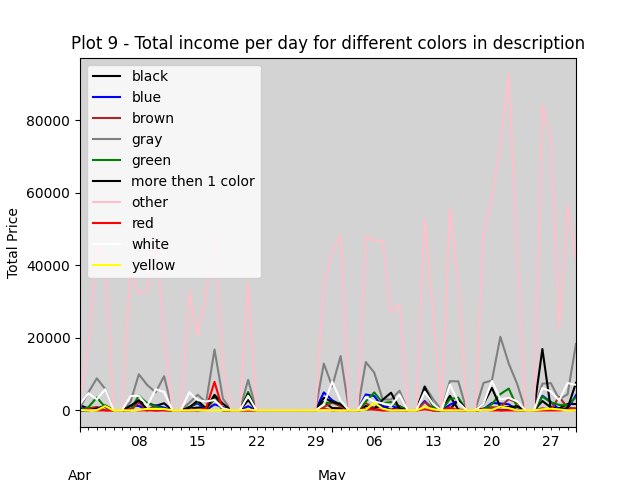 Plot 9 - Total income per day for different colors in description
Total Price
80000
60000
40000
20000
0
black
blue
brown
gray
green
more then 1 color
other
red
white
yellow
08 15 22 29 06 13 20 27
Apr May